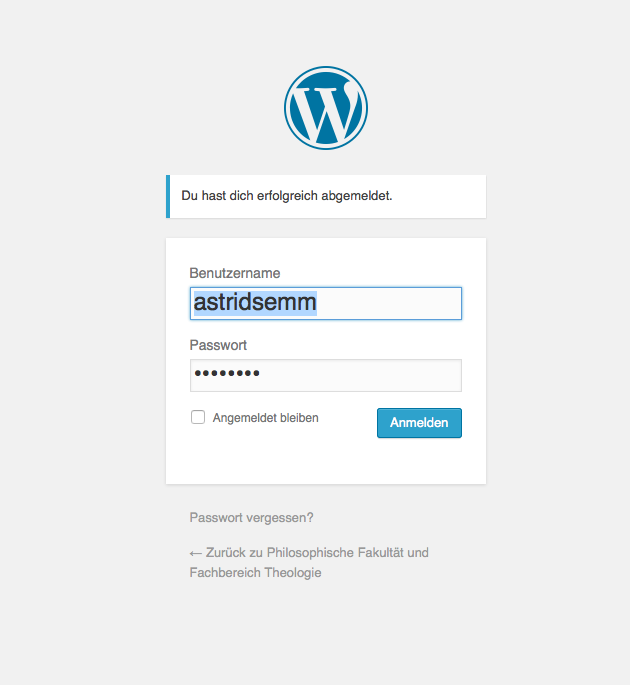 Du hast dich erfolgreich abgemeldet.
Benutzername
astridsemm
Passwort
••••••••
Angemeldet bleiben
Anmelden
Passwort vergessen?
← Zurück zu Philosophische Fakultät und
Fachbereich Theologie